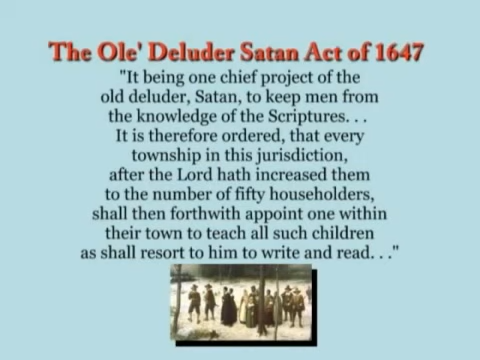 The Ole' Deluder Satan Act of 1647
"It being one chief project of the
old deluder, Satan, to keep men from
the knowledge of the Scriptures. . .
It is therefore ordered, that every
township in this jurisdiction,
after the Lord hath increased them
to the number of fifty householders,
shall then forthwith appoint one within
their town to teach all such children
as shall resort to him to write and read. . ."